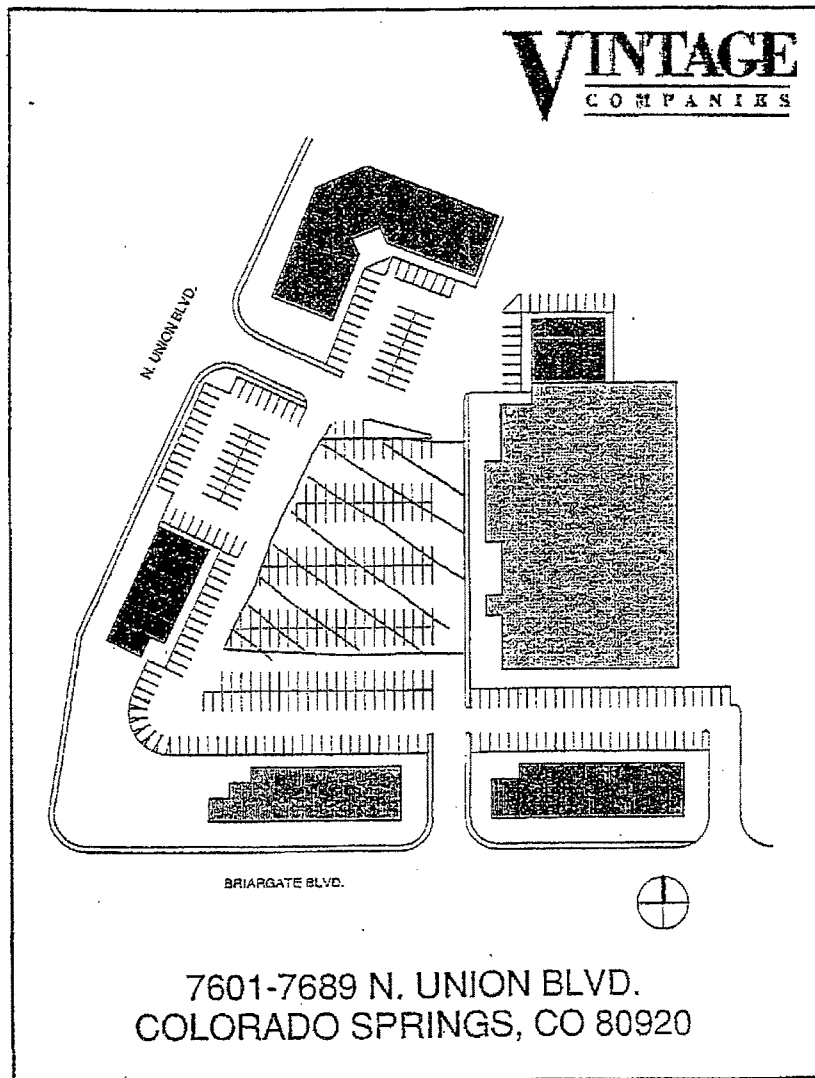 VINTAGE
COMPANIES
N. UNION BLVD.
BRIARGATE BLVD.
7601-7689 N. UNION BLVD.
COLORADO SPRINGS, CO 80920